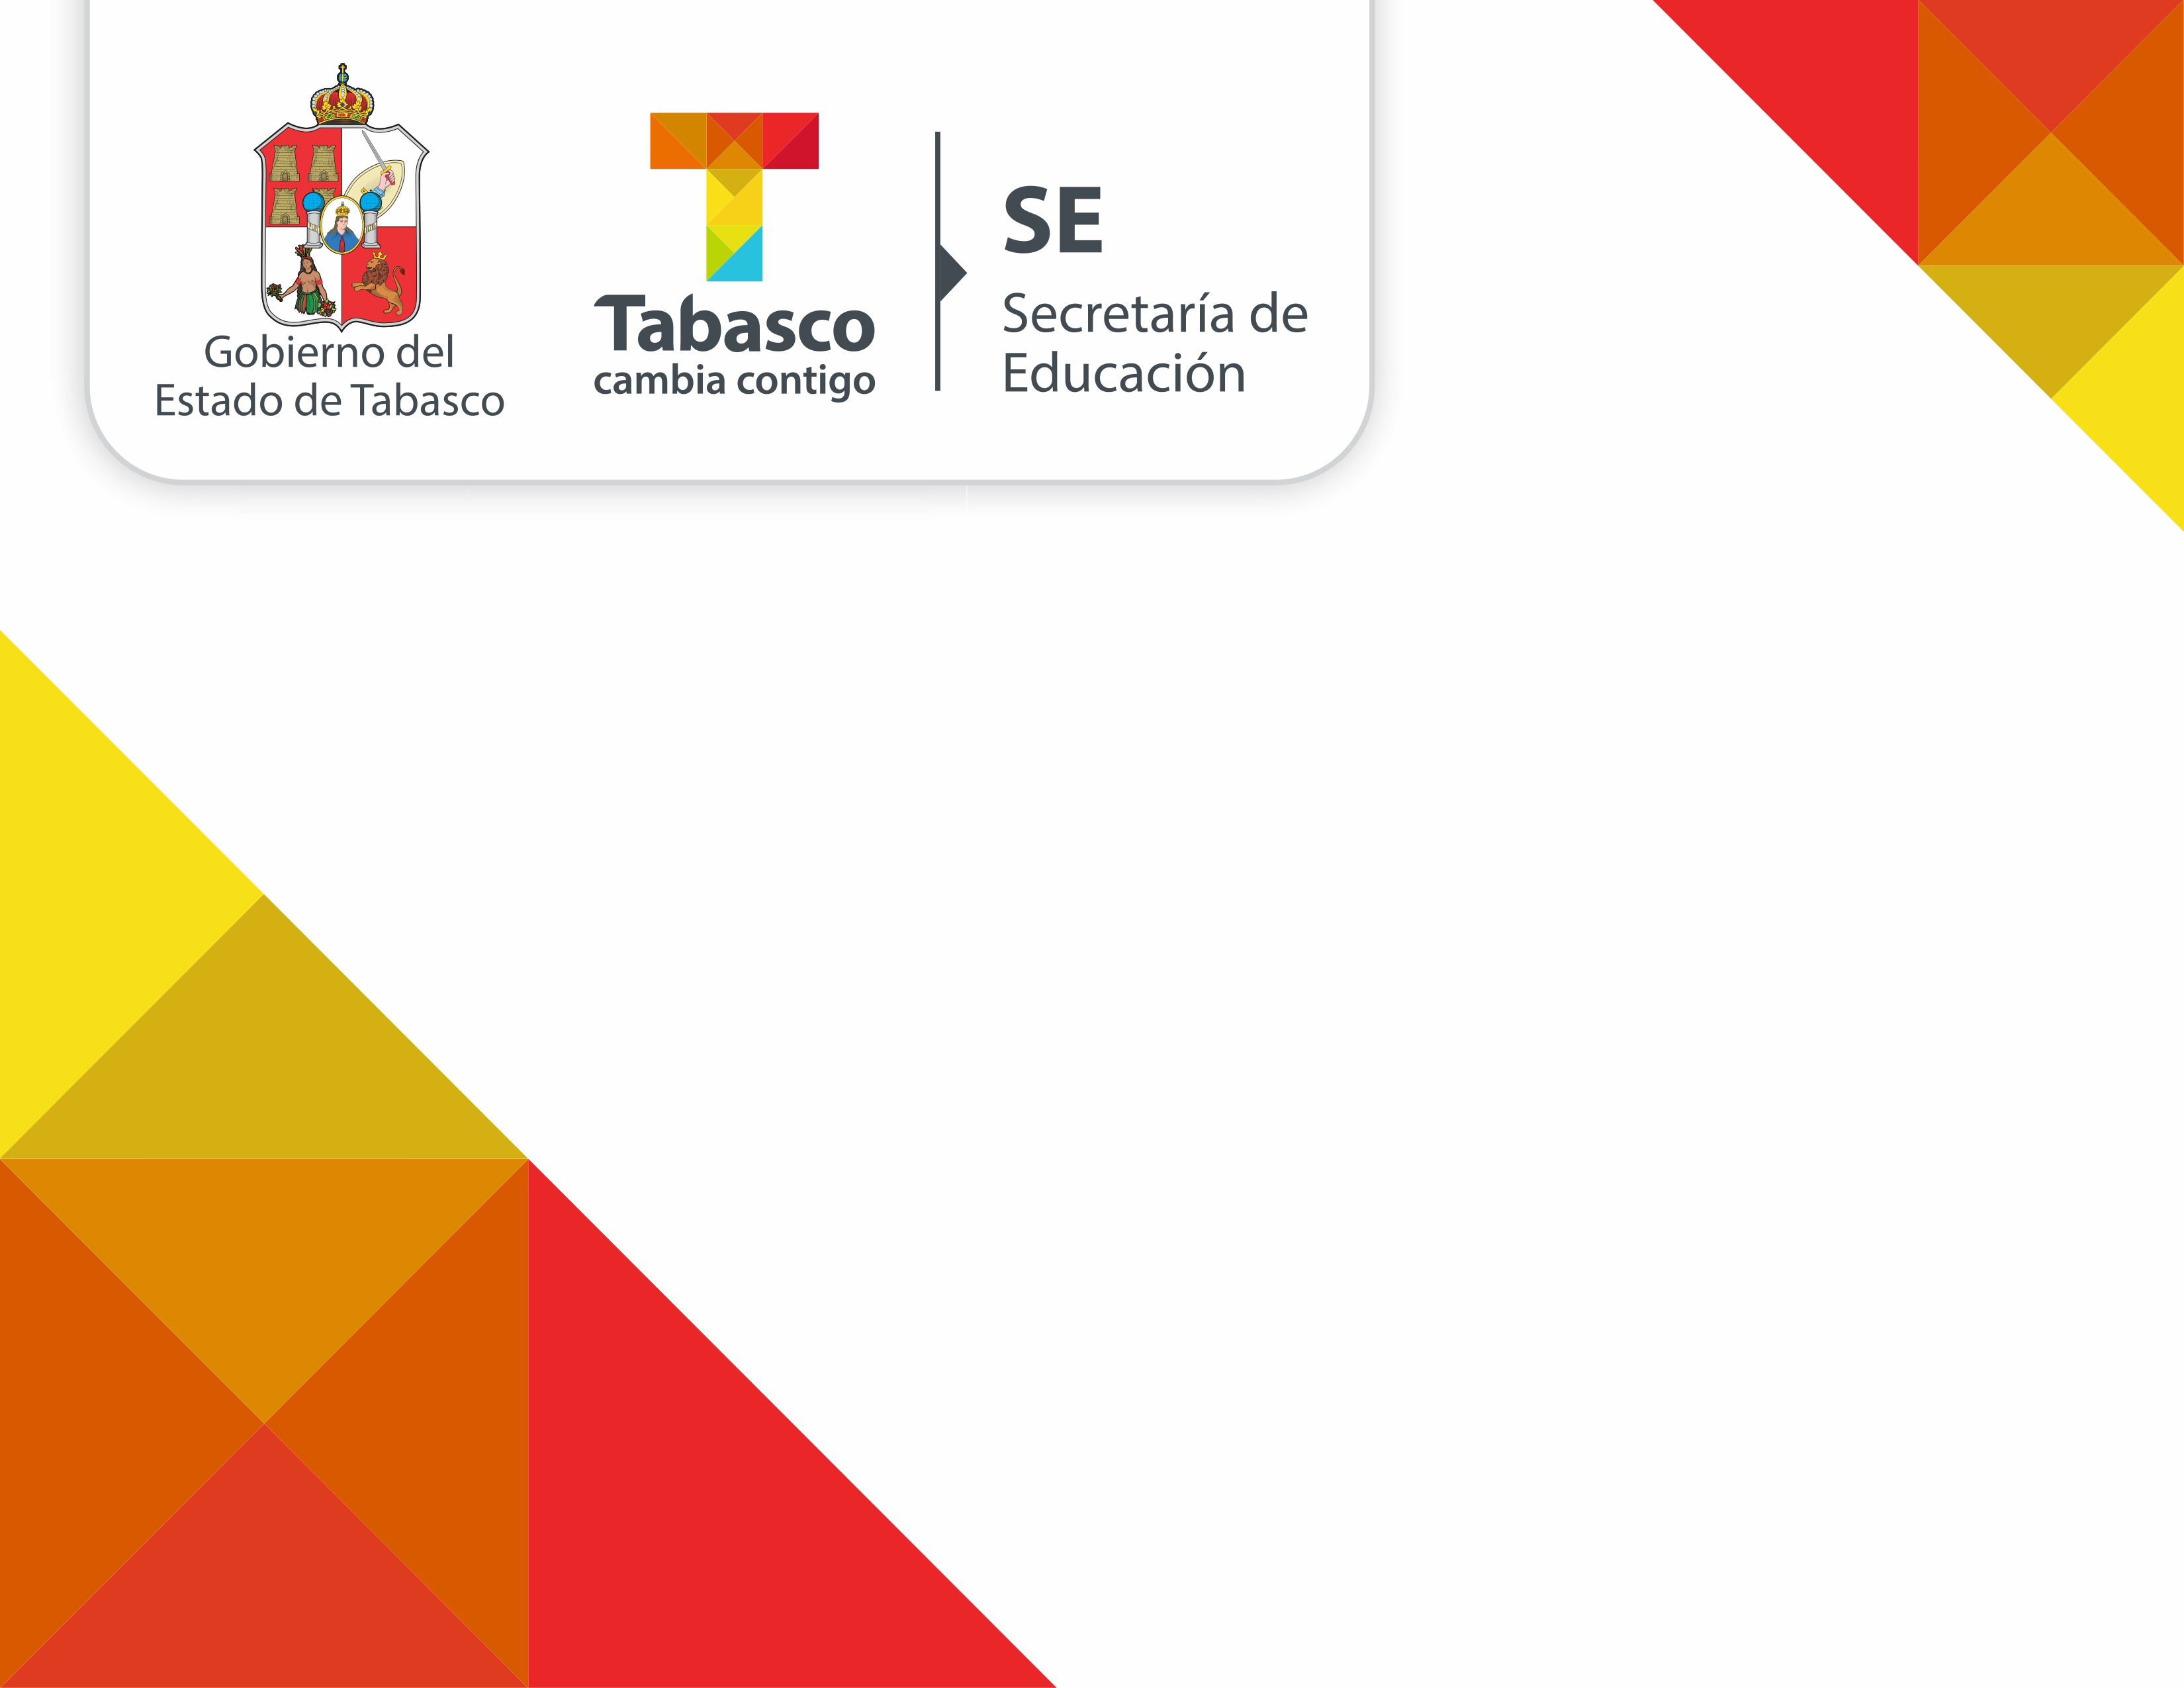 Gobierno del
Estado de Tabasco
Tabasco
cambia contigo
SE
Secretaría de
Educación